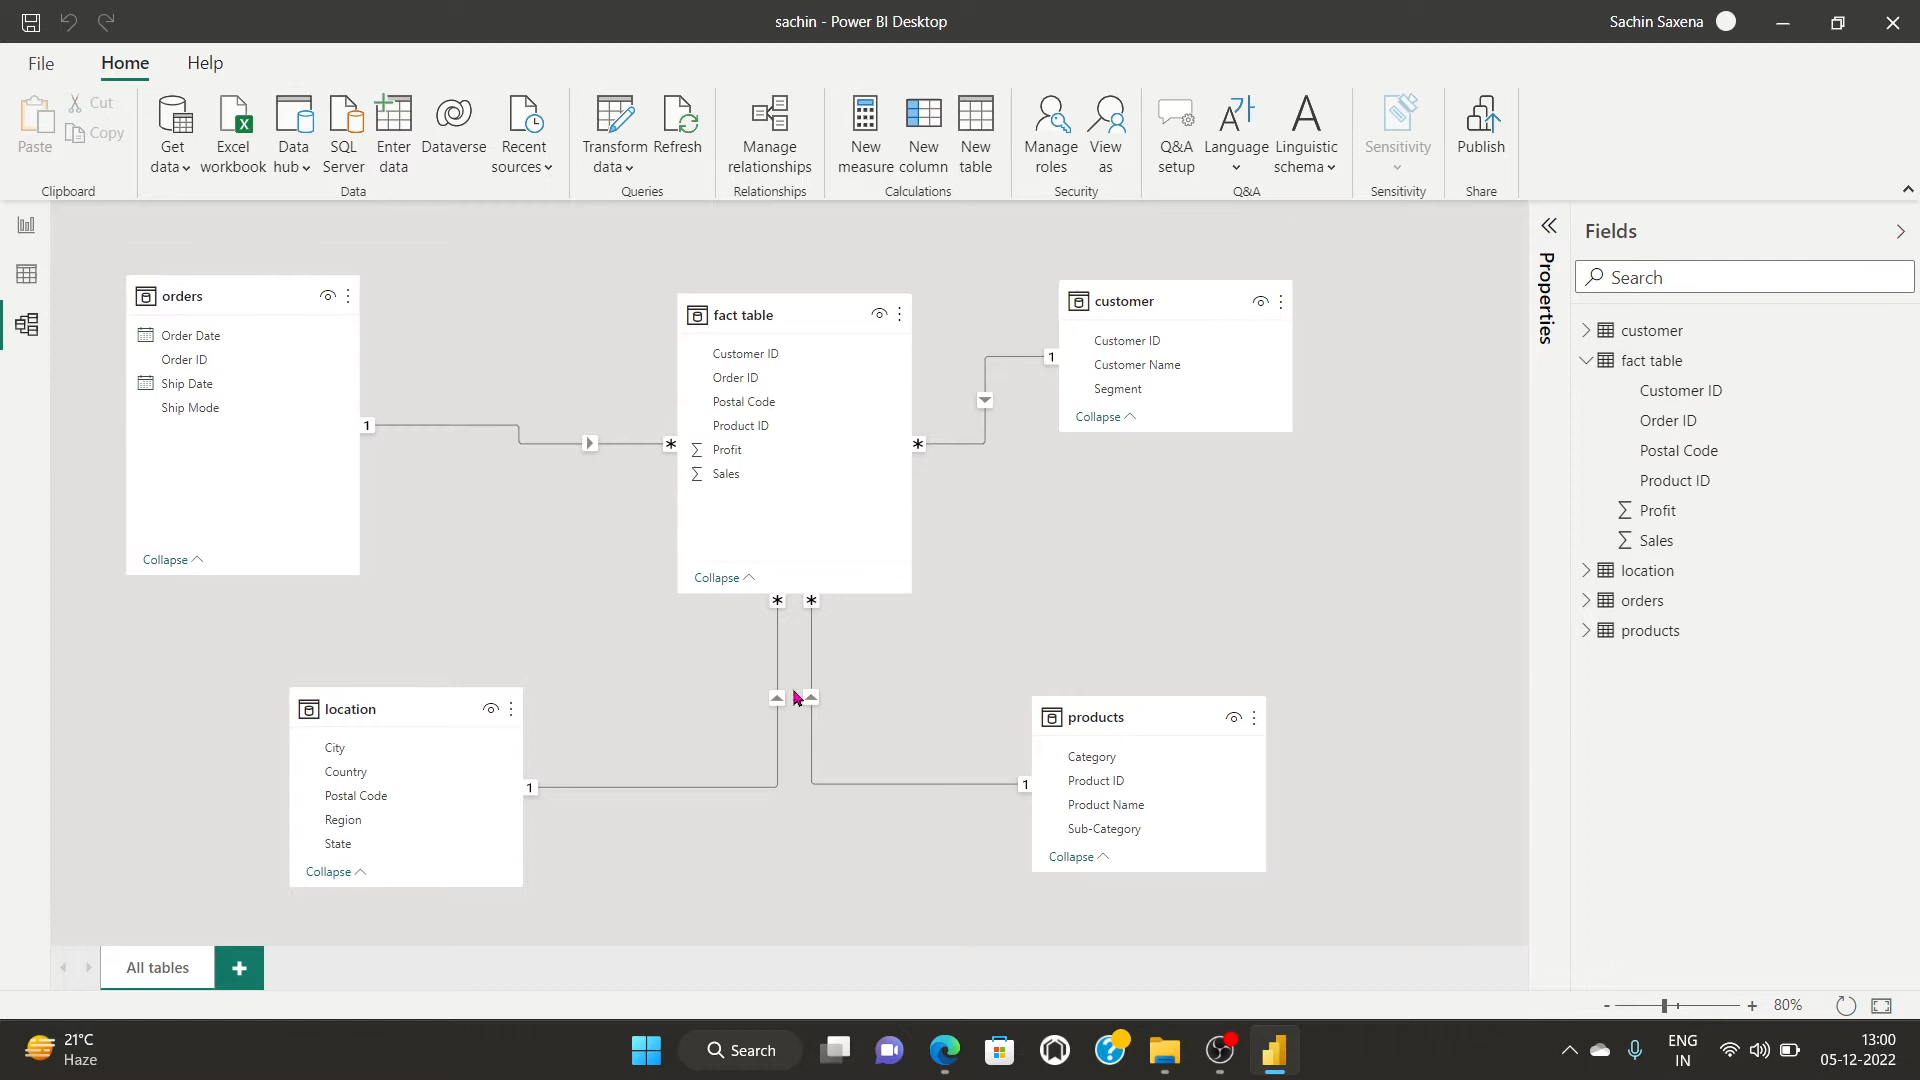 sachin - Power BI Desktop
Sachin Saxena
File
Home
Help
Paste
Cut
Copy
Clipboard
Get
data
Excel
workbook
Data
hub
SQL
Server
Enter
data
Dataverse
Recent
sources
Data
Transform
data
Refresh
Queries
Manage
relationships
Relationships
New
measure
New
column
New
table
Calculations
Manage
roles
View
as
Security
Q&A
setup
Language
Linguistic
schema
Q&A
Sensitivity
Sensitivity
Publish
Share
orders
Order Date
Order ID
Ship Date
Ship Mode
Collapse
1
*
fact table
Customer ID
Order ID
Postal Code
Product ID
Σ Profit
Σ Sales
Collapse
*
1
customer
Customer ID
Customer Name
Segment
Collapse
* *
location
City
Country
Postal Code
Region
State
Collapse
1
1
products
Category
Product ID
Product Name
Sub-Category
Collapse
Properties
Fields
Search
customer
fact table
Customer ID
Order ID
Postal Code
Product ID
Σ Profit
Σ Sales
location
orders
products
All tables
+
- + 80%
21°C
Haze
Search
ENG
IN
13:00
05-12-2022